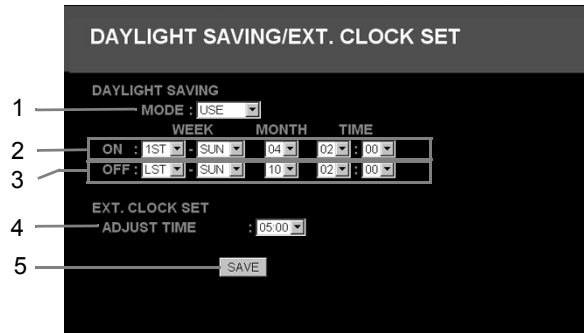 DAYLIGHT SAVING/EXT. CLOCK SET
DAYLIGHT SAVING
1 MODE : USE
WEEK MONTH TIME
2 ON : 1ST - SUN 04 02 : 00
3 OFF : LST - SUN 10 02 : 00
EXT. CLOCK SET
4 ADJUST TIME : 05:00
5 SAVE